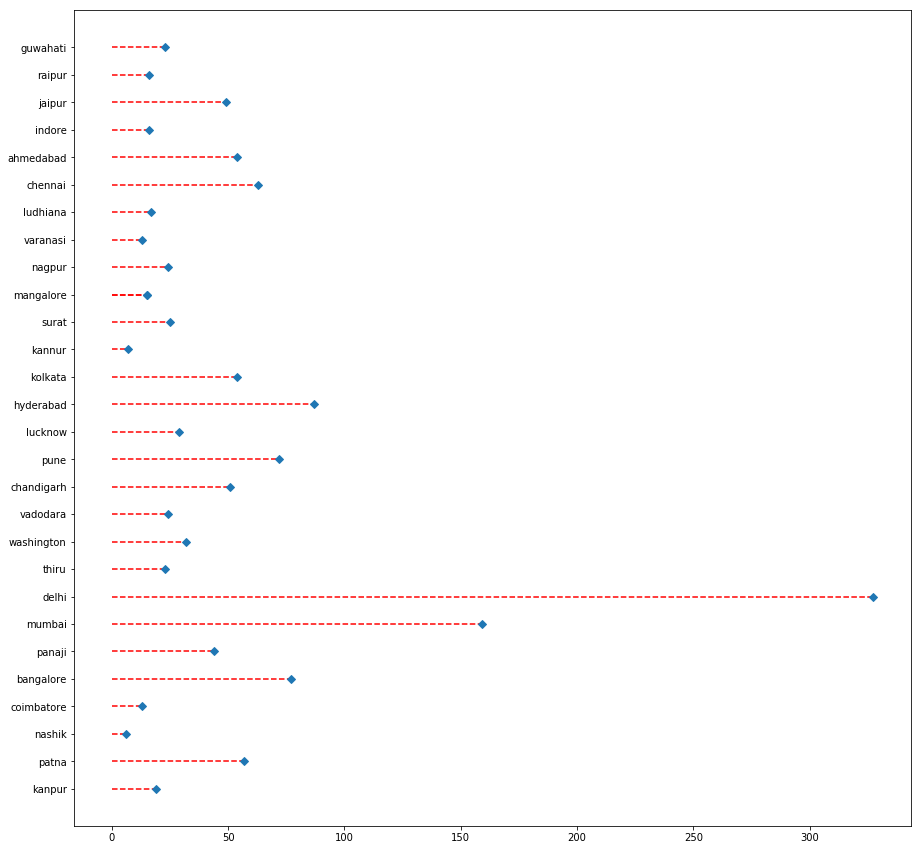 guwahati
raipur
jaipur
indore
ahmedabad
chennai
ludhiana
varanasi
nagpur
mangalore
surat
kannur
kolkata
hyderabad
lucknow
pune
chandigarh
vadodara
washington
thiru
delhi
mumbai
panaji
bangalore
coimbatore
nashik
patna
kanpur
0 50 100 150 200 250 300